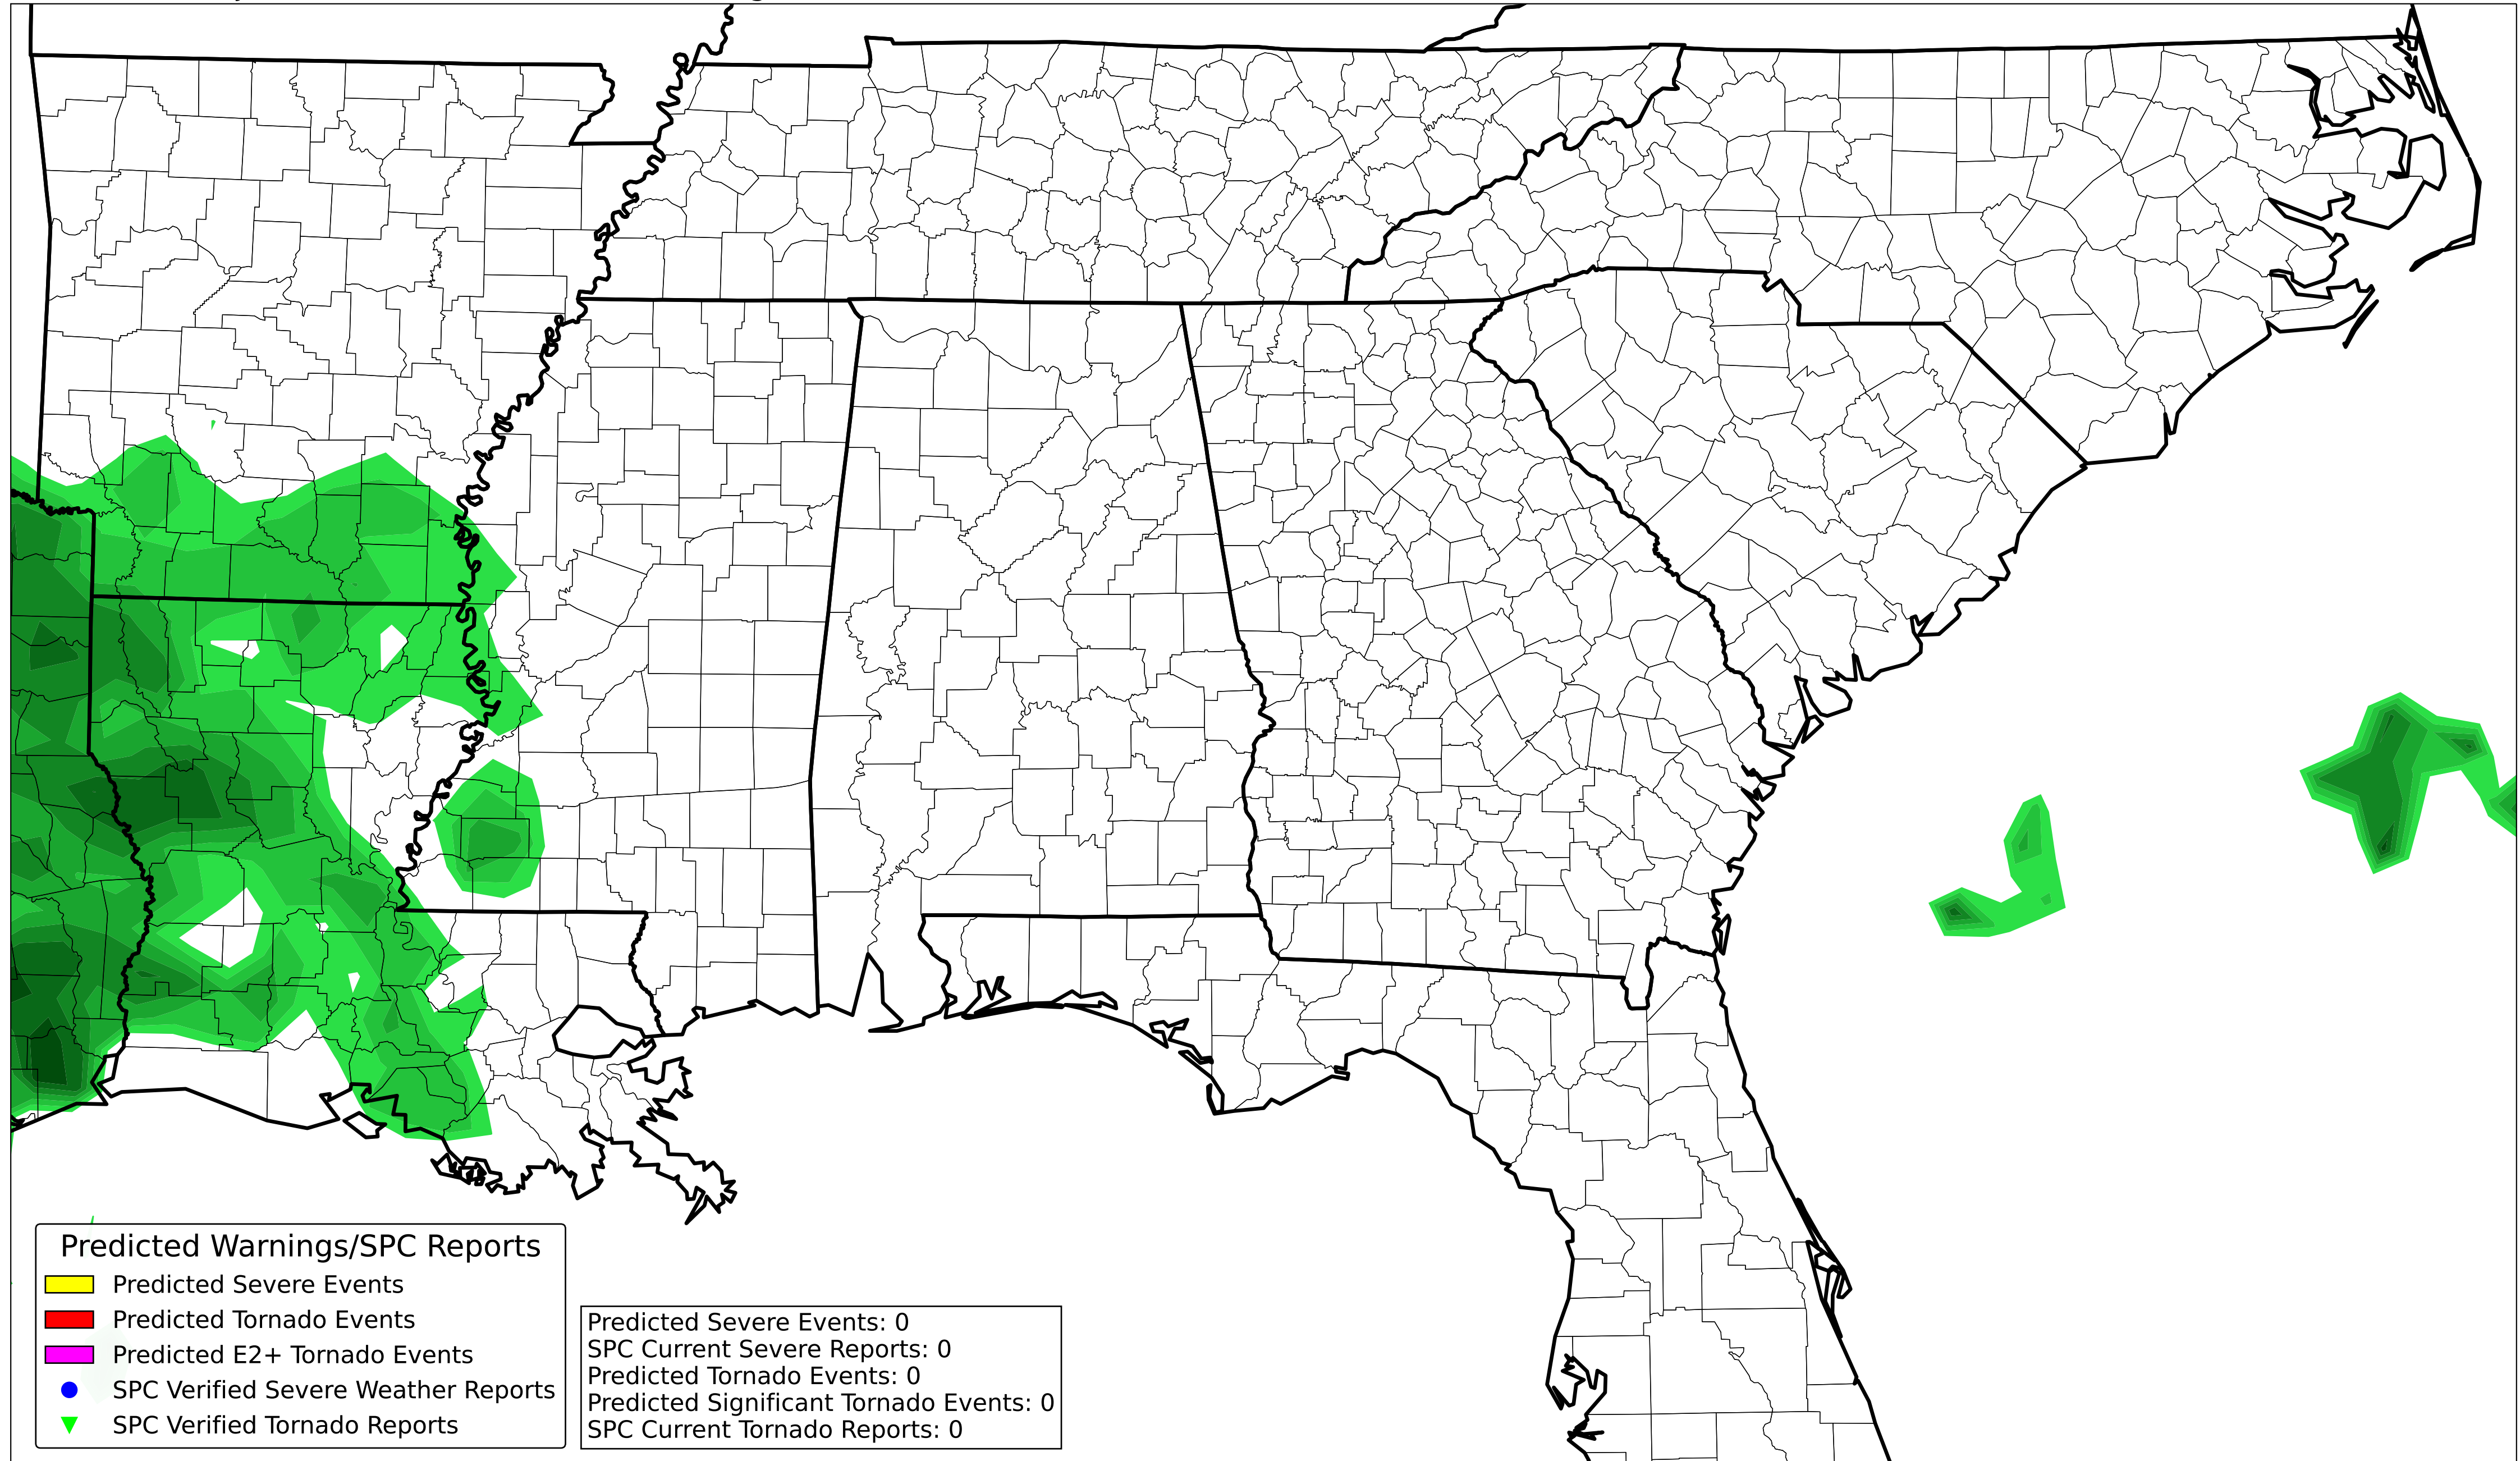 Predicted Warnings/SPC Reports
Predicted Severe Events
Predicted Tornado Events
Predicted E2+ Tornado Events
SPC Verified Severe Weather Reports
SPC Verified Tornado Reports
Predicted Severe Events: 0
SPC Current Severe Reports: 0
Predicted Tornado Events: 0
Predicted Significant Tornado Events: 0
SPC Current Tornado Reports: 0